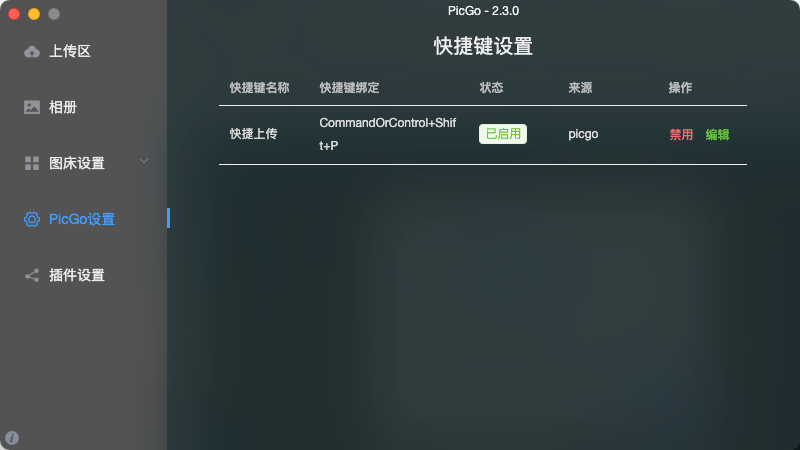 PicGo - 2.3.0
上传区
相册
图床设置
PicGo设置
插件设置
快捷键设置
快捷键名称 快捷键绑定 状态 来源 操作
快捷上传 CommandOrControl+Shif 已启用 picgo 禁用 编辑
t+P